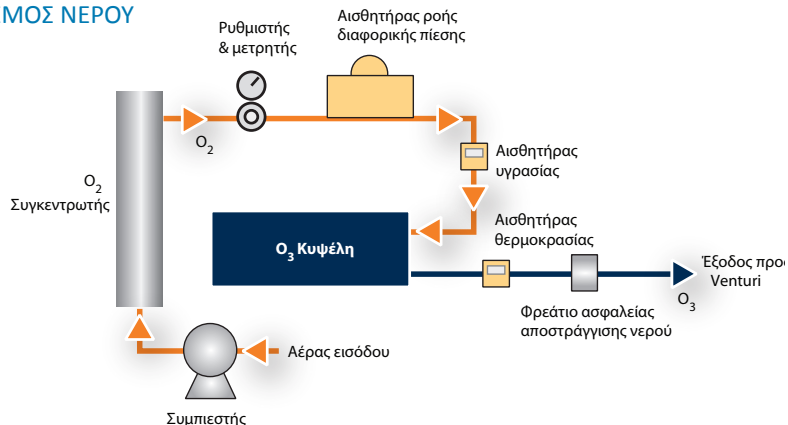 ΣΜΟΣ ΝΕΡΟΥ
Ρυθμιστής
& μετρητής
Αισθητήρας ροής
διαφορικής πίεσης
O2
Αισθητήρας
υγρασίας
O2
Συγκεντρωτής
O3 Κυψέλη
Αισθητήρας
θερμοκρασίας
Έξοδος προς
Venturi
O3
Φρεάτιο ασφαλείας
αποστράγγισης νερού
Αέρας εισόδου
Συμπιεστής